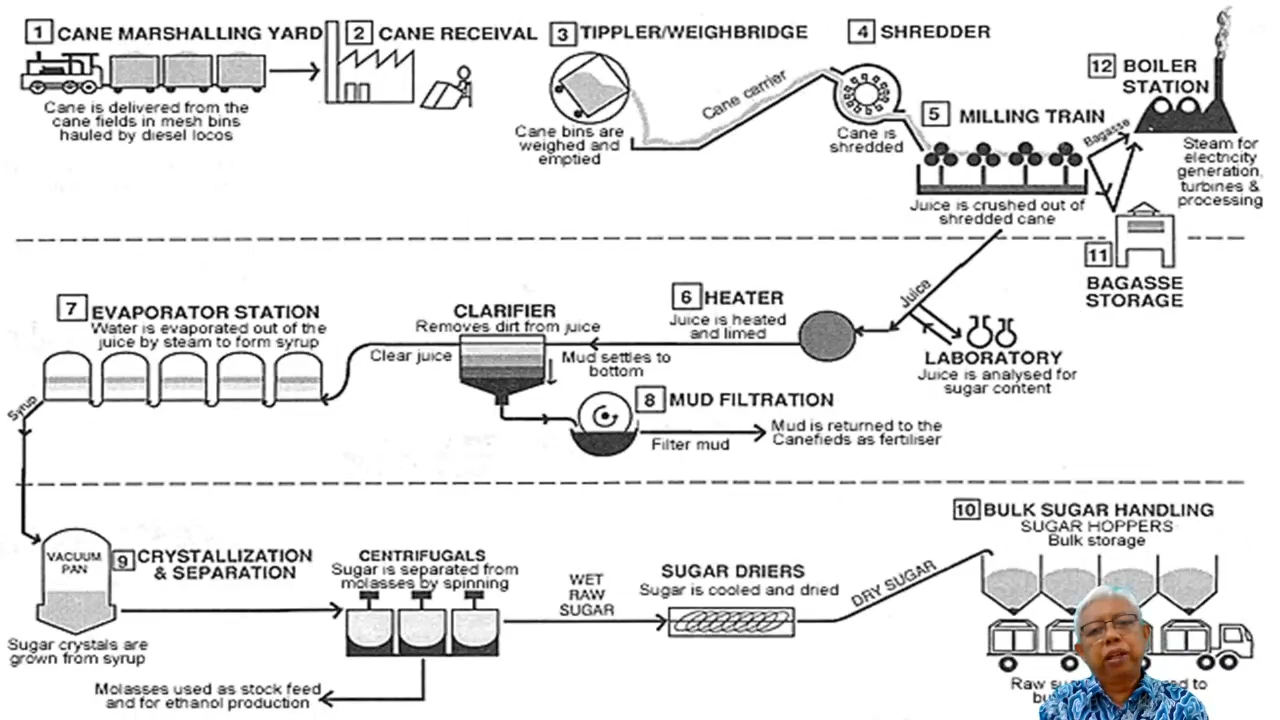 1 CANE MARSHALLING YARD
Cane is delivered from the
cane fields in mesh bins
hauled by diesel locos
2 CANE RECEIVAL
3 TIPPLER/WEIGHBRIDGE
Cane bins are
weighed and
emptied
Cane carrier
4 SHREDDER
Cane is
shredded
5 MILLING TRAIN
Juice is crushed out of
shredded cane
Bagasse
12 BOILER
STATION
Steam for
electricity
generation,
turbines &
processing
11
BAGASSE
STORAGE
Juice
LABORATORY
Juice is analysed for
sugar content
6 HEATER
Juice is heated
and limed
CLARIFIER
Removes dirt from juice
Clear juice
Mud settles to
bottom
8 MUD FILTRATION
Filter mud
Mud is returned to the
Canefieds as fertiliser
7 EVAPORATOR STATION
Water is evaporated out of the
juice by steam to form syrup
Syrup
VACUUM
PAN
9 CRYSTALLIZATION
& SEPARATION
Sugar crystals are
grown from syrup
CENTRIFUGALS
Sugar is separated from
molasses by spinning
Molasses used as stock feed
and for ethanol production
WET
RAW
SUGAR
SUGAR DRIERS
Sugar is cooled and dried
DRY SUGAR
10 BULK SUGAR HANDLING
SUGAR HOPPERS
Bulk storage
Raw
to